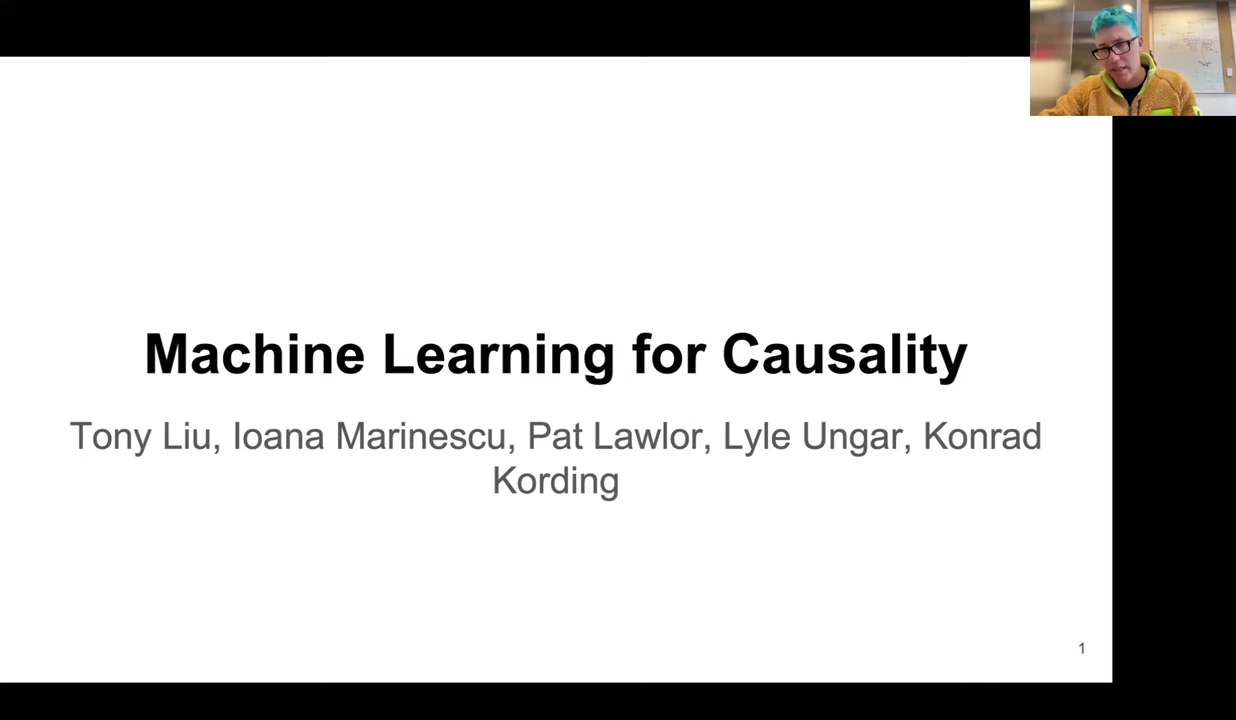 Machine Learning for Causality
Tony Liu, Ioana Marinescu, Pat Lawlor, Lyle Ungar, Konrad
Kording
1